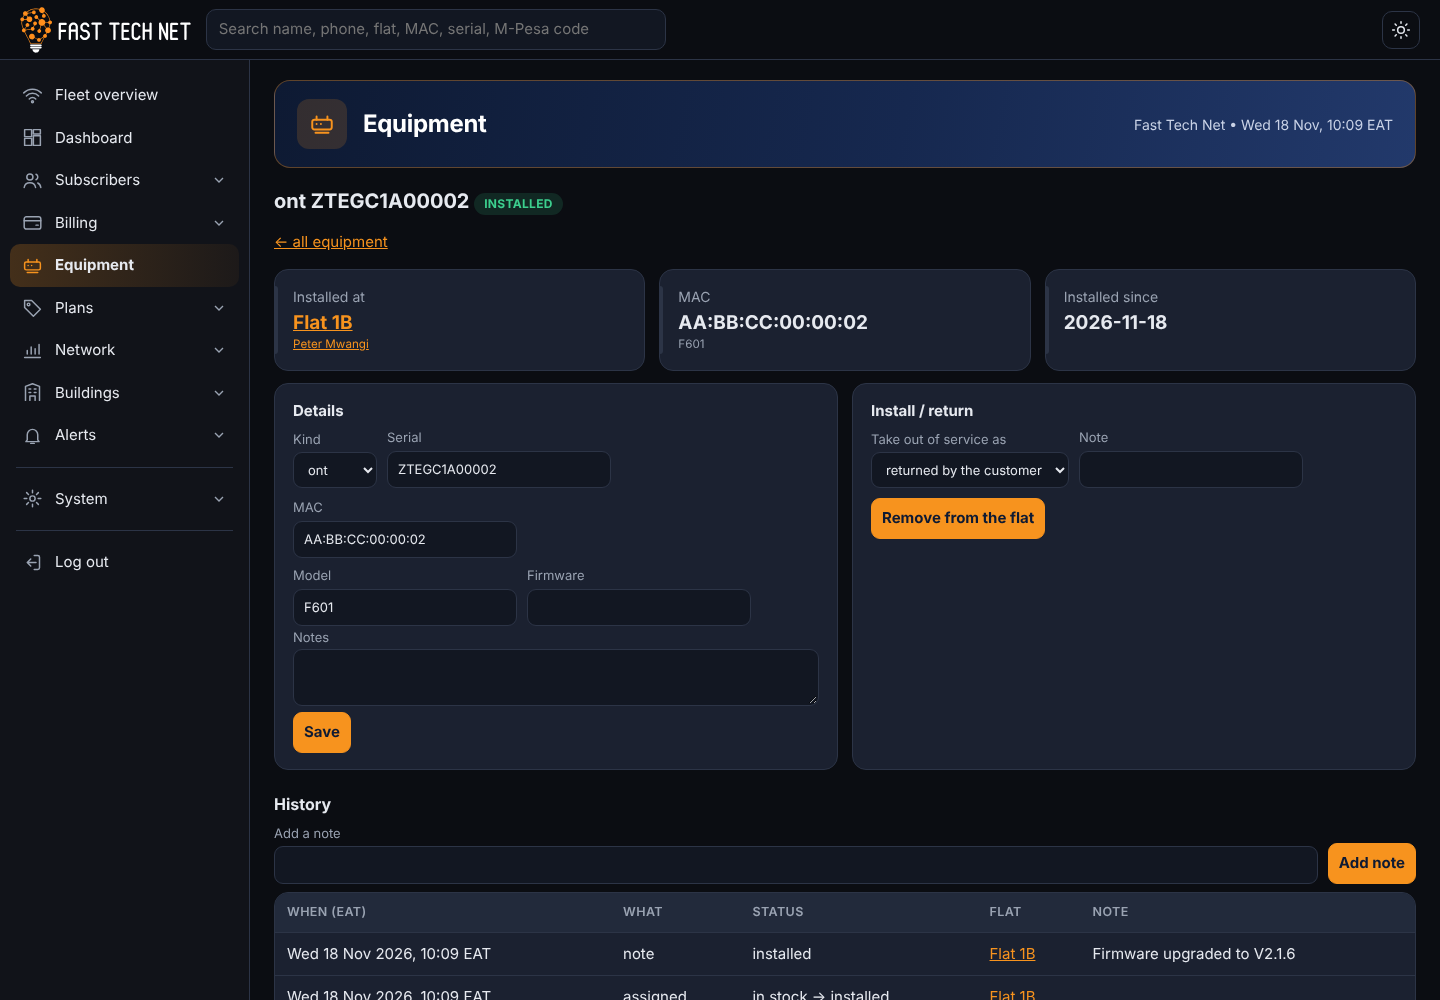 FAST TECH NET
Search name, phone, flat, MAC, serial, M-Pesa code
Fleet overview
Dashboard
Subscribers
Billing
Equipment
Plans
Network
Buildings
Alerts
System
Log out
Equipment
Fast Tech Net • Wed 18 Nov, 10:09 EAT
ont ZTEGC1A00002 INSTALLED
← all equipment
Installed at
Flat 1B
Peter Mwangi
MAC
AA:BB:CC:00:00:02
F601
Installed since
2026-11-18
Details
Kind Serial
ont ZTEGC1A00002
MAC
AA:BB:CC:00:00:02
Model Firmware
F601
Notes
Save
Install / return
Take out of service as Note
returned by the customer
Remove from the flat
History
Add a note
Add note
WHEN (EAT) WHAT STATUS FLAT NOTE
Wed 18 Nov 2026, 10:09 EAT note installed Flat 1B Firmware upgraded to V2.1.6
Wed 18 Nov 2026, 10:09 EAT assigned in stock → installed Flat 1B